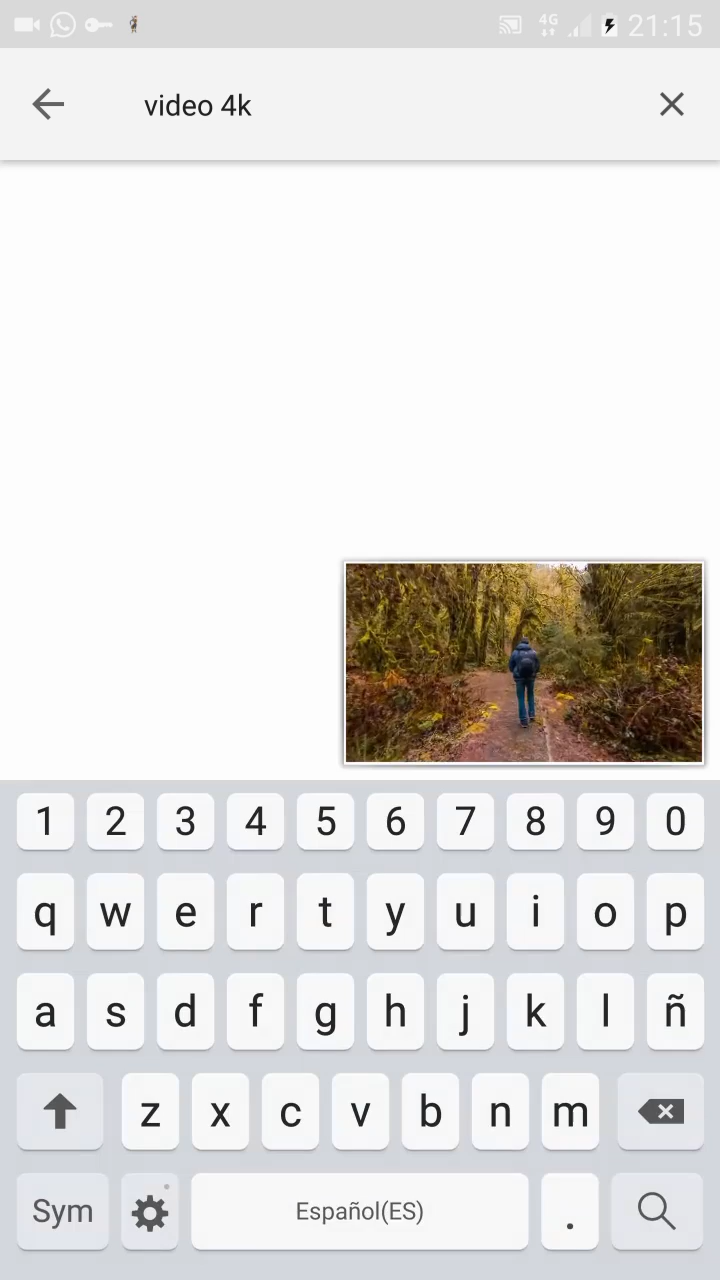 4G 21:15
video 4k
1 2 3 4 5 6 7 8 9 0
q w e r t y u i o p
a s d f g h j k l ñ
z x c v b n m
Sym Español(ES) .